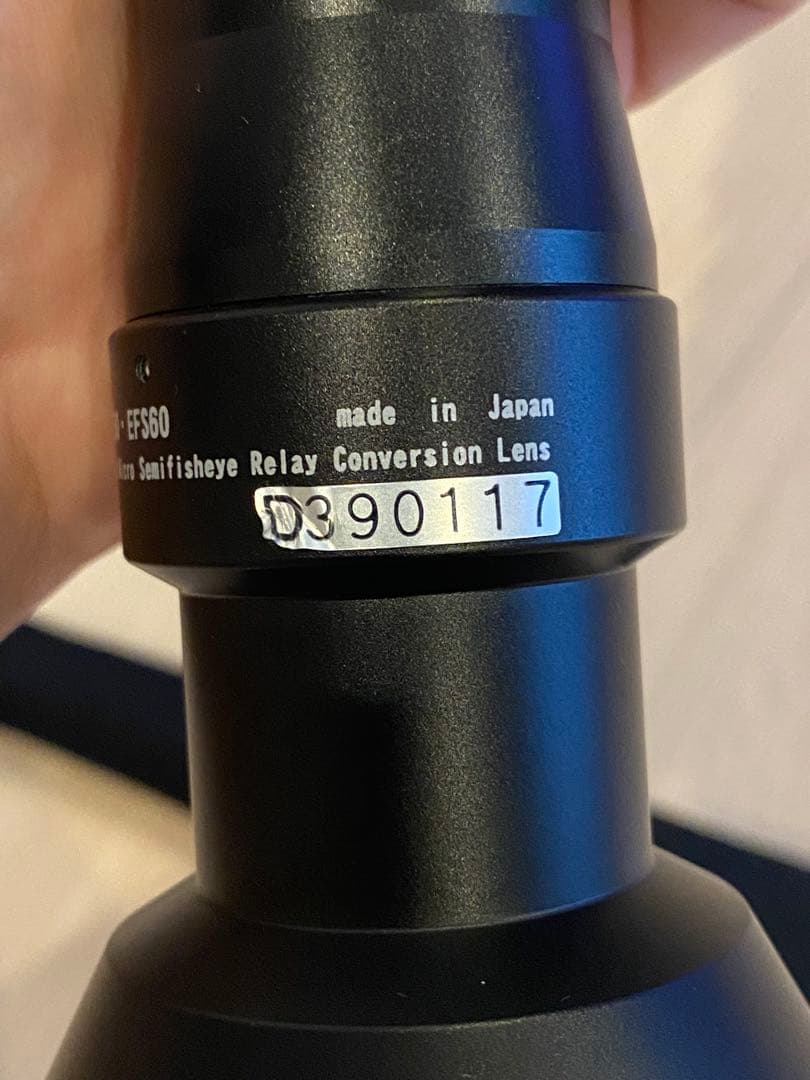 EFS60
made in Japan
Semifisheye Relay Conversion Lens
D390117